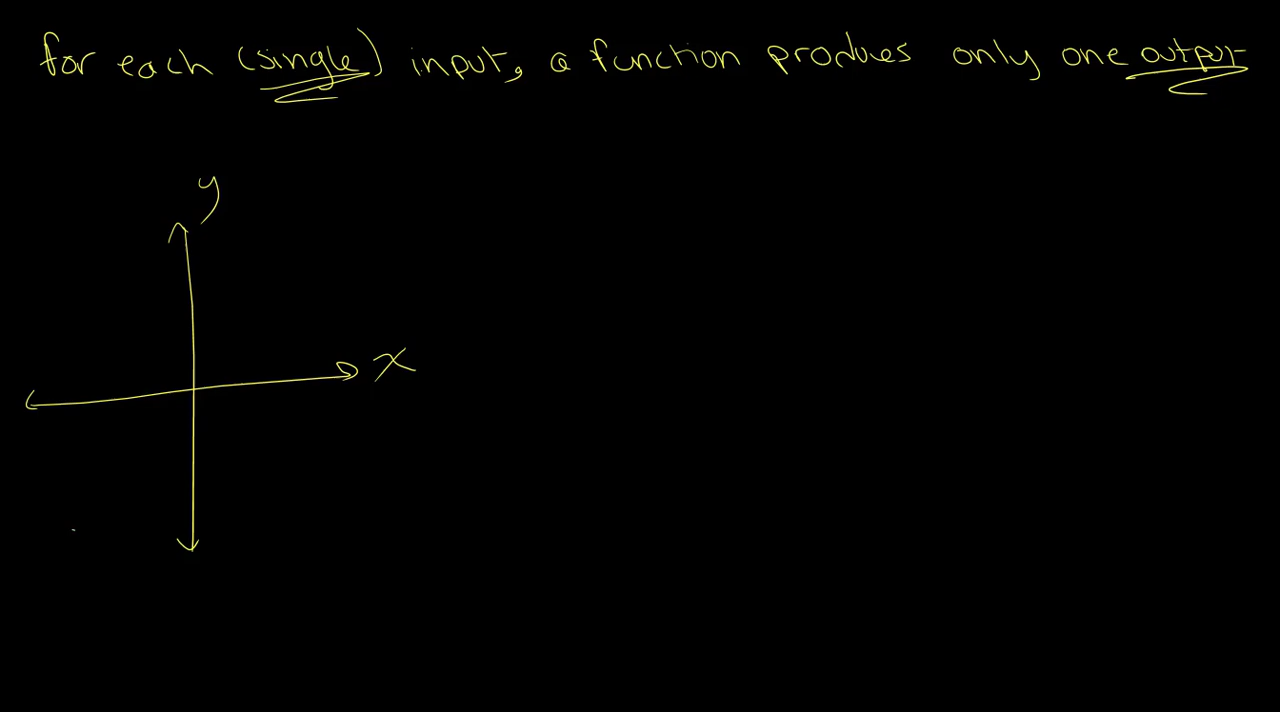 for each (single) input, a function produces only one output
y
x